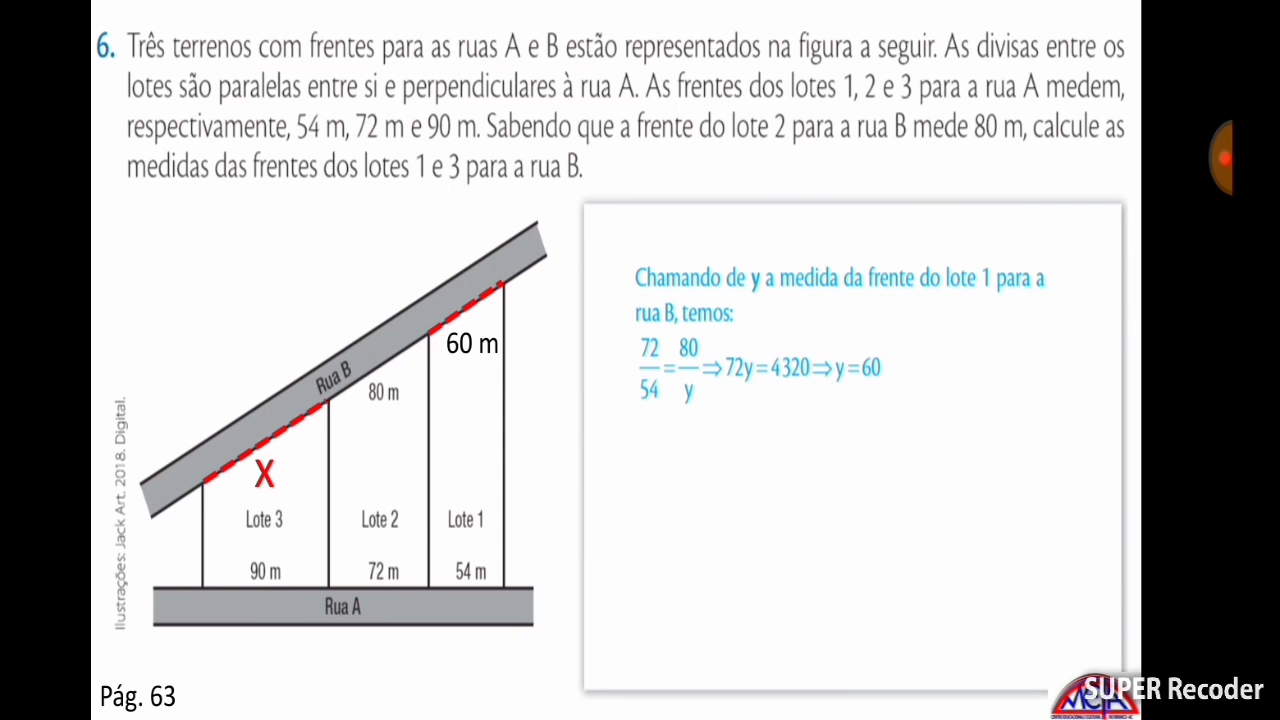 6. Três terrenos com frentes para as ruas A e B estão representados na figura a seguir. As divisas entre os
lotes são paralelas entre si e perpendiculares à rua A. As frentes dos lotes 1, 2 e 3 para a rua A medem,
respectivamente, 54 m, 72 m e 90 m. Sabendo que a frente do lote 2 para a rua B mede 80 m, calcule as
medidas das frentes dos lotes 1 e 3 para a rua B.
Ilustrações: Jack Art. 2018. Digital.
Rua B
60 m
80 m
X
Lote 3 Lote 2 Lote 1
90 m 72 m 54 m
Rua A
Chamando de y a medida da frente do lote 1 para a
rua B, temos:
72/54 = 80/y ⇒ 72y = 4320 ⇒ y = 60
Pág. 63
SUPER Recoder